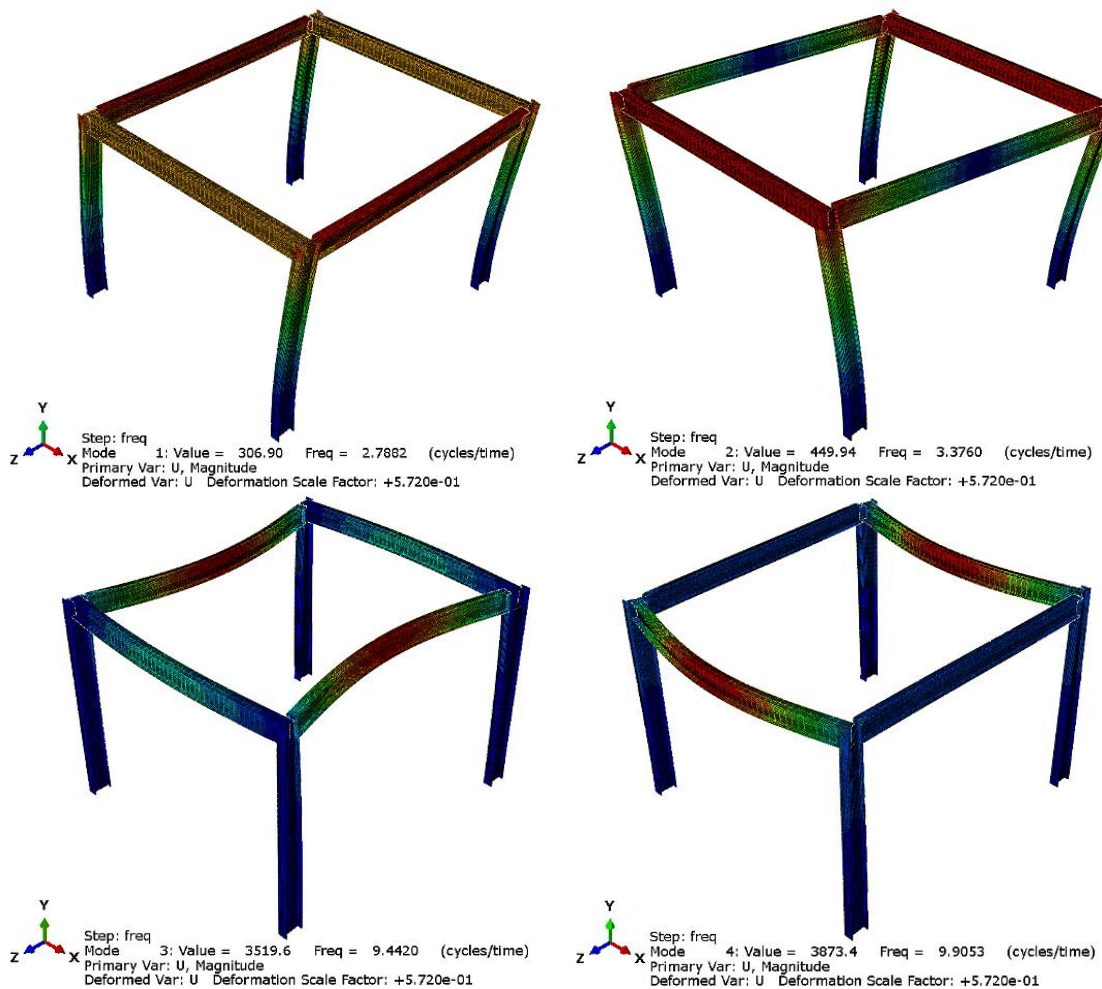 Y
Z X
Step: freq
Mode 1: Value = 306.90 Freq = 2.7882 (cycles/time)
Primary Var: U, Magnitude
Deformed Var: U Deformation Scale Factor: +5.720e-01
Y
Z X
Step: freq
Mode 2: Value = 449.94 Freq = 3.3760 (cycles/time)
Primary Var: U, Magnitude
Deformed Var: U Deformation Scale Factor: +5.720e-01
Y
Z X
Step: freq
Mode 3: Value = 3519.6 Freq = 9.4420 (cycles/time)
Primary Var: U, Magnitude
Deformed Var: U Deformation Scale Factor: +5.720e-01
Y
Z X
Step: freq
Mode 4: Value = 3873.4 Freq = 9.9053 (cycles/time)
Primary Var: U, Magnitude
Deformed Var: U Deformation Scale Factor: +5.720e-01